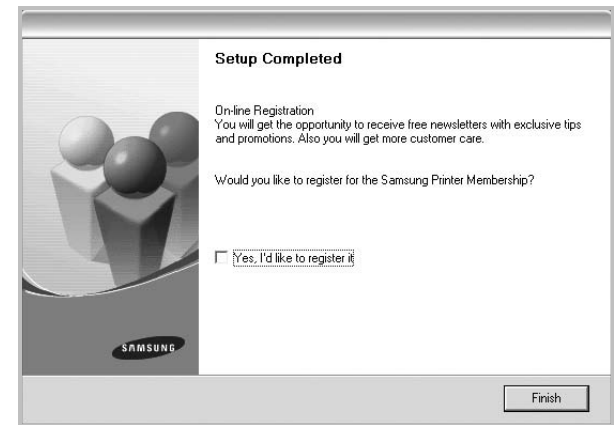 Setup Completed
On-line Registration
You will get the opportunity to receive free newsletters with exclusive tips
and promotions. Also you will get more customer care.
Would you like to register for the Samsung Printer Membership?
Yes, I'd like to register it
SAMSUNG
Finish